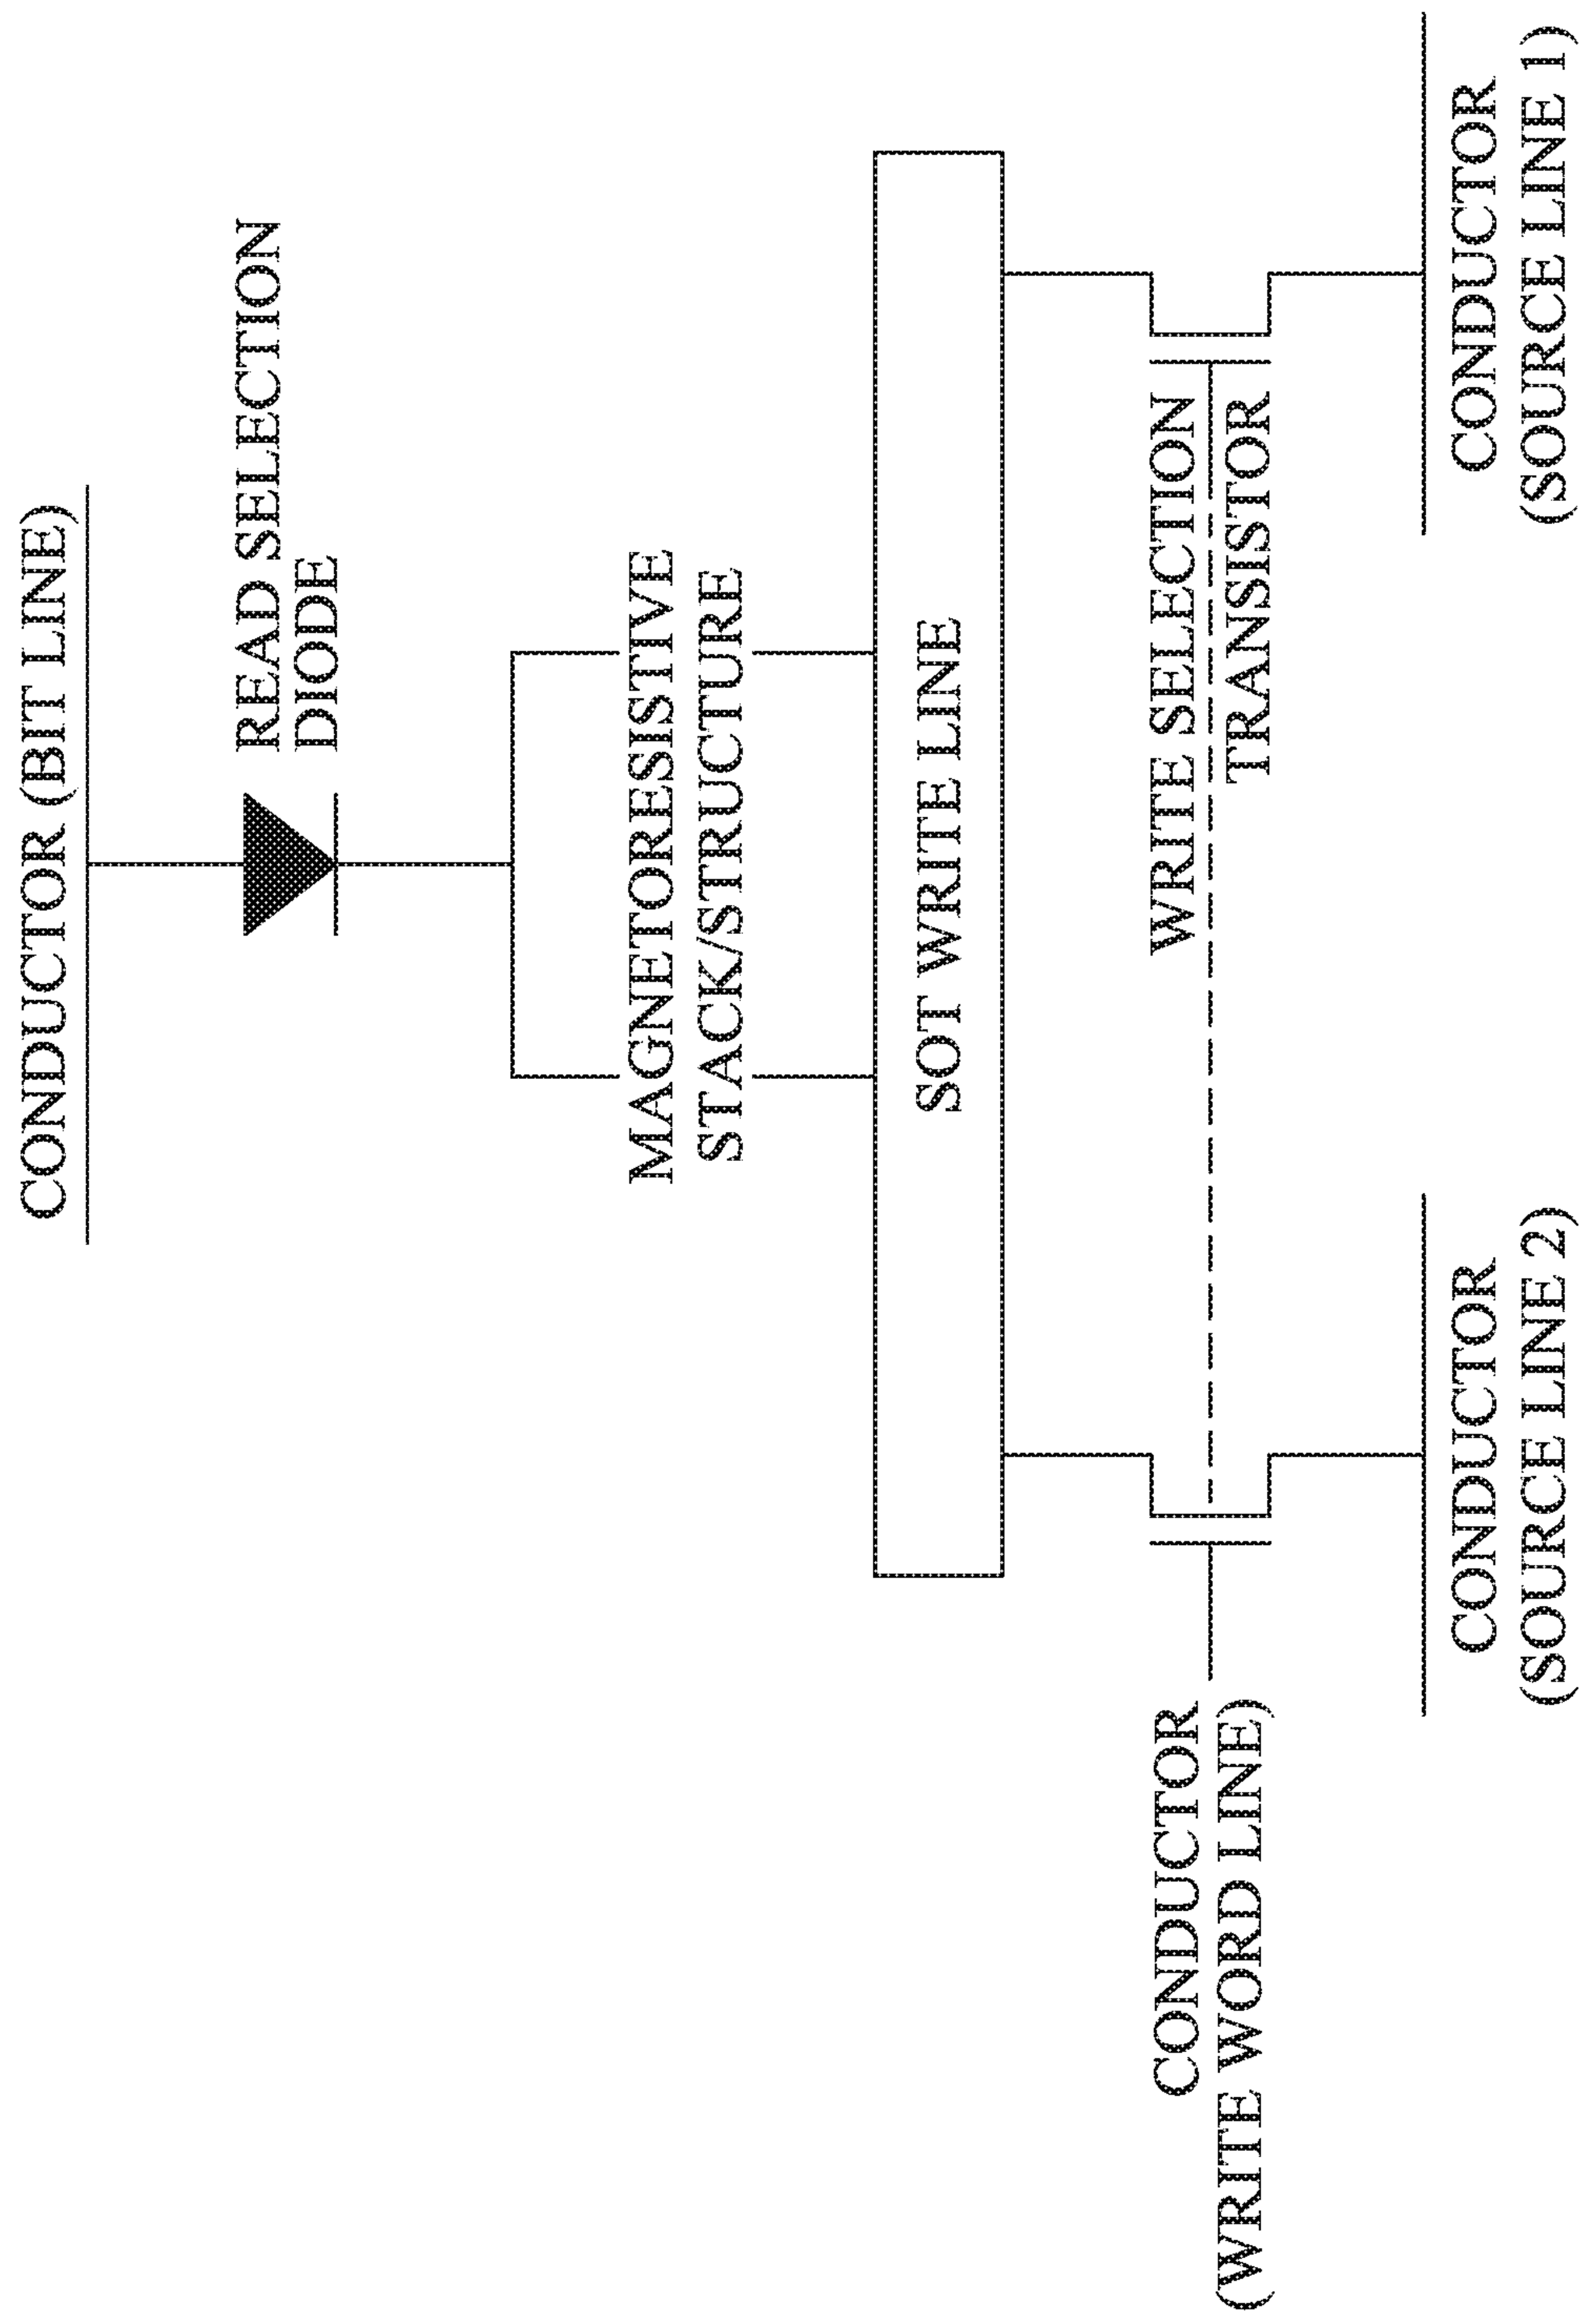 CONDUCTOR (BIT LINE)
READ SELECTION
DIODE
MAGNETORESISTIVE
STACK/STRUCTURE
SOT WRITE LINE
CONDUCTOR
(WRITE WORD LINE)
WRITE SELECTION
TRANSISTOR
CONDUCTOR
(SOURCE LINE 2)
CONDUCTOR
(SOURCE LINE 1)